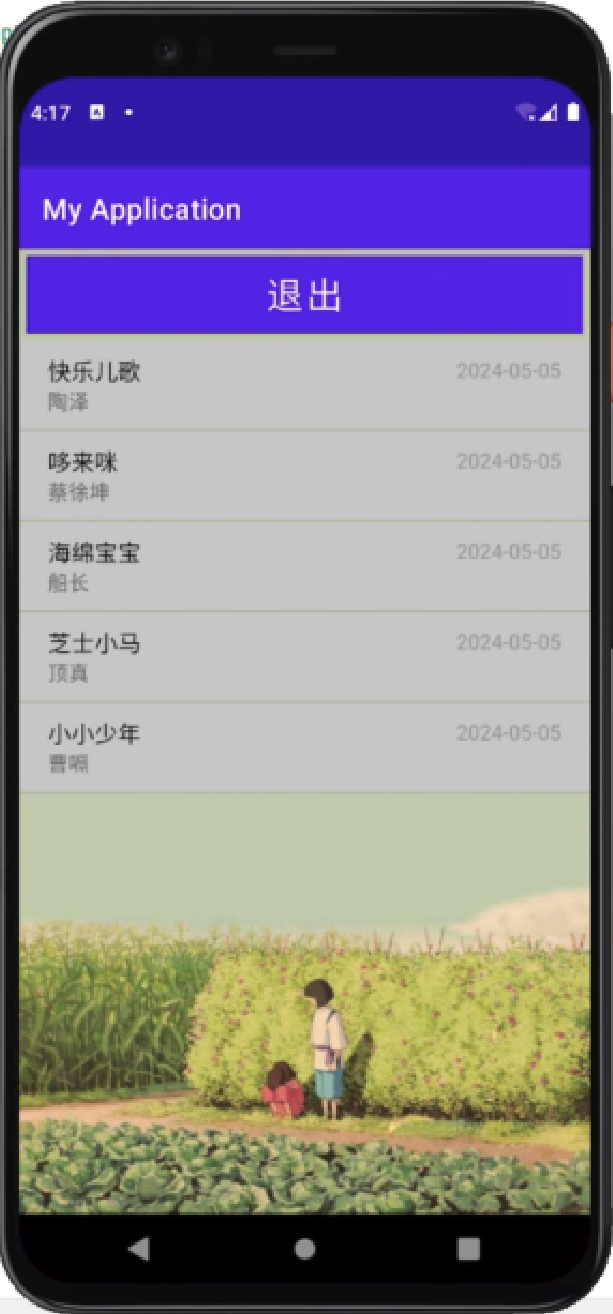 4:17
My Application
退出
快乐儿歌 2024-05-05
陶泽
哆来咪 2024-05-05
蔡徐坤
海绵宝宝 2024-05-05
船长
芝士小马 2024-05-05
顶真
小小少年 2024-05-05